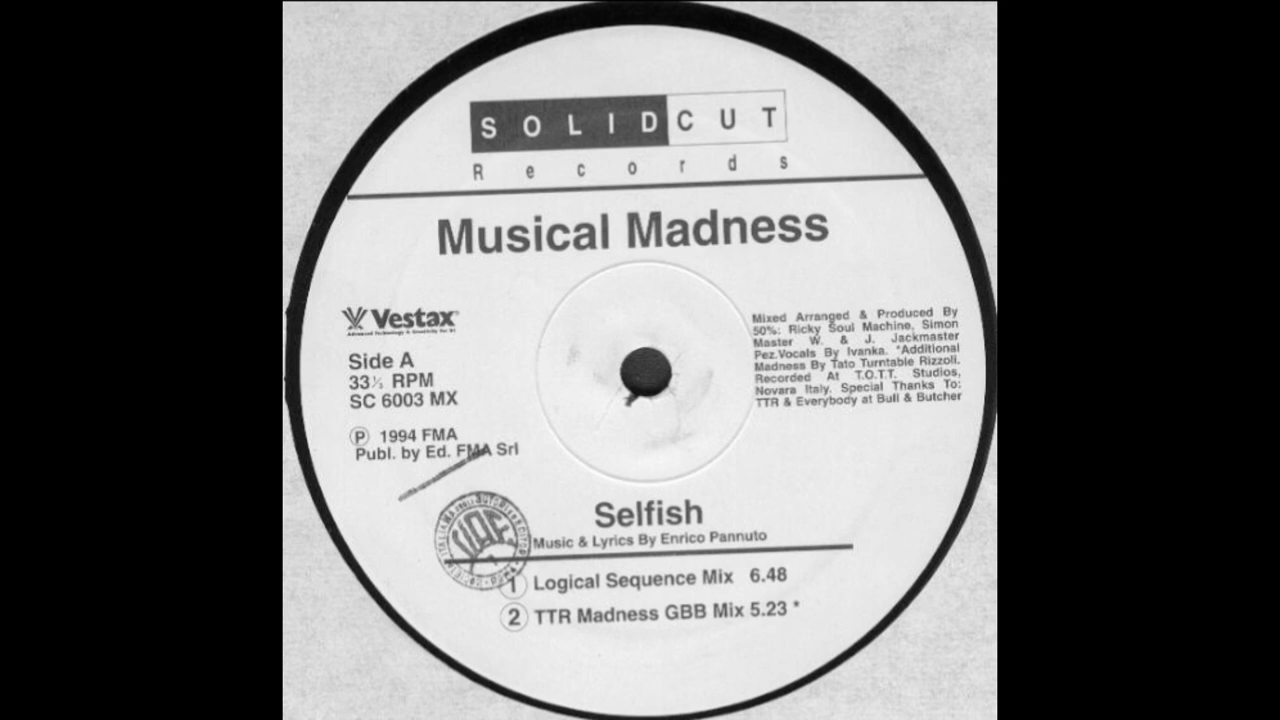 SOLIDCUT
Records
Musical Madness
Vestax
Side A
33⅓ RPM
SC 6003 MX
Ⓟ 1994 FMA
Publ. by Ed. FMA Srl
Mixed Arranged & Produced By
50%: Ricky Soul Machine, Simon
Master W. & J. Jackmaster
Pez.Vocals By Ivanka. *Additional
Madness By Tato Turntable Rizzoli.
Recorded At T.O.T.T. Studios,
Novara Italy. Special Thanks To:
TTR & Everybody at Bull & Butcher
Selfish
Music & Lyrics By Enrico Pannuto
1 Logical Sequence Mix 6.48
2 TTR Madness GBB Mix 5.23 *